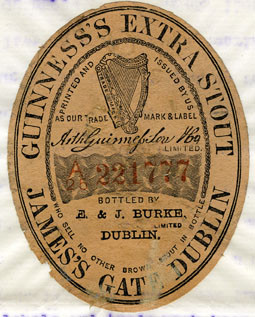 GUINNESS'S EXTRA STOUT
PRINTED AND ISSUED BY US
AS OUR TRADE MARK & LABEL
Arth Guinness Son & Co
LIMITED.
A 221777
BOTTLED BY
E. & J. BURKE,
LIMITED
DUBLIN.
WHO SELL NO OTHER BROWN STOUT IN BOTTLE
JAMES'S GATE DUBLIN